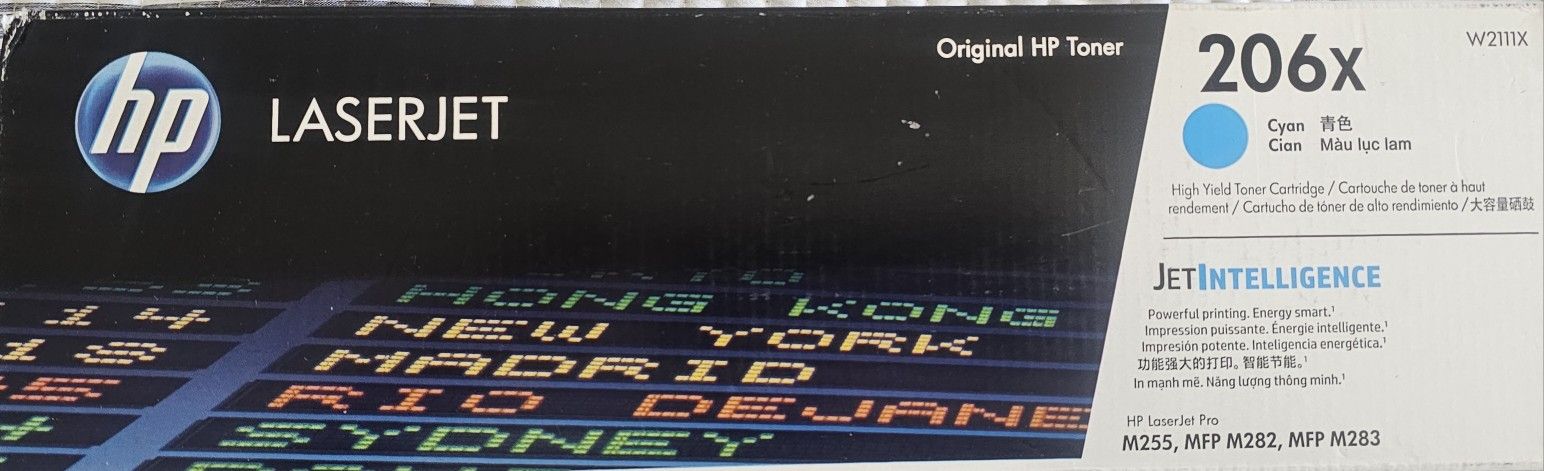 hp
LASERJET
Original HP Toner
206X
W2111X
Cyan 青色
Cian Màu lục lam
High Yield Toner Cartridge / Cartouche de toner à haut
rendement / Cartucho de tóner de alto rendimiento / 大容量硒鼓
JETINTELLIGENCE
Powerful printing. Energy smart.¹
Impression puissante. Énergie intelligente.¹
Impresión potente. Inteligencia energética.¹
功能强大的打印。智能节能。¹
In mạnh mẽ. Năng lượng thông minh.¹
HP LaserJet Pro
M255, MFP M282, MFP M283
HONG KONG
14 NEW YORK
18 MADRID
RIO DEJANE
SYDNEY